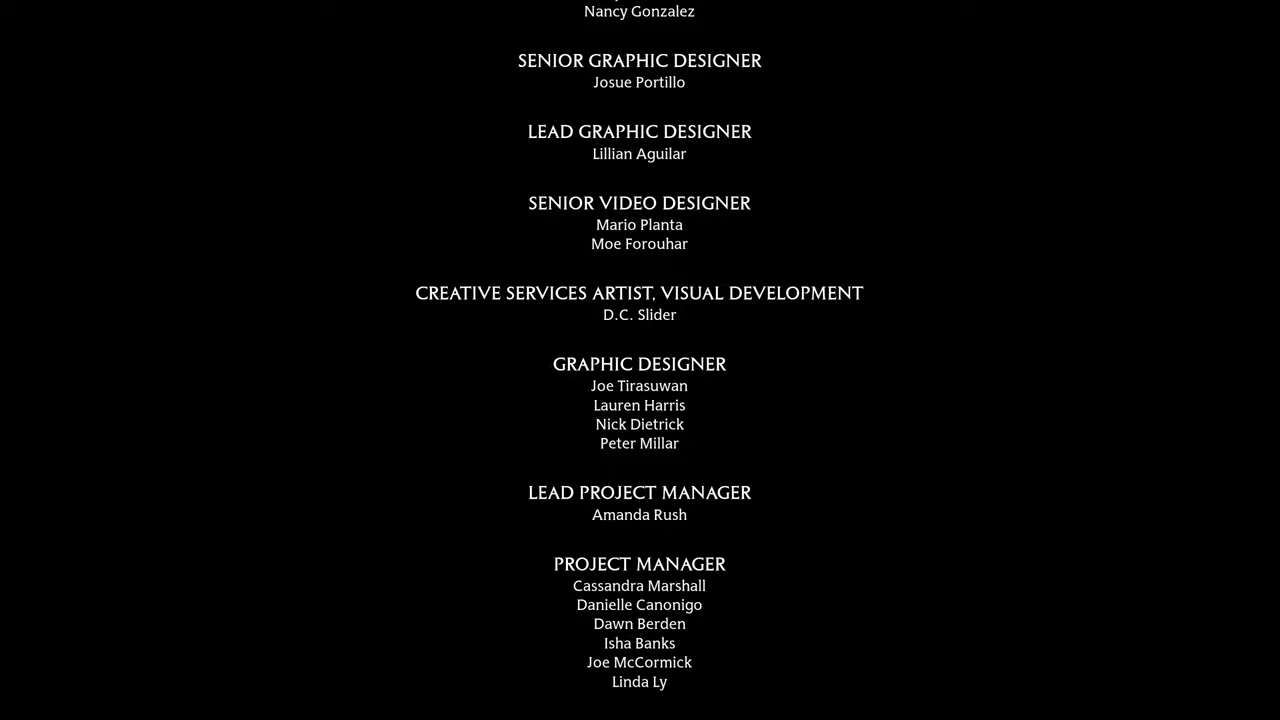 Nancy Gonzalez
SENIOR GRAPHIC DESIGNER
Josue Portillo
LEAD GRAPHIC DESIGNER
Lillian Aguilar
SENIOR VIDEO DESIGNER
Mario Planta
Moe Forouhar
CREATIVE SERVICES ARTIST, VISUAL DEVELOPMENT
D.C. Slider
GRAPHIC DESIGNER
Joe Tirasuwan
Lauren Harris
Nick Dietrick
Peter Millar
LEAD PROJECT MANAGER
Amanda Rush
PROJECT MANAGER
Cassandra Marshall
Danielle Canonigo
Dawn Berden
Isha Banks
Joe McCormick
Linda Ly